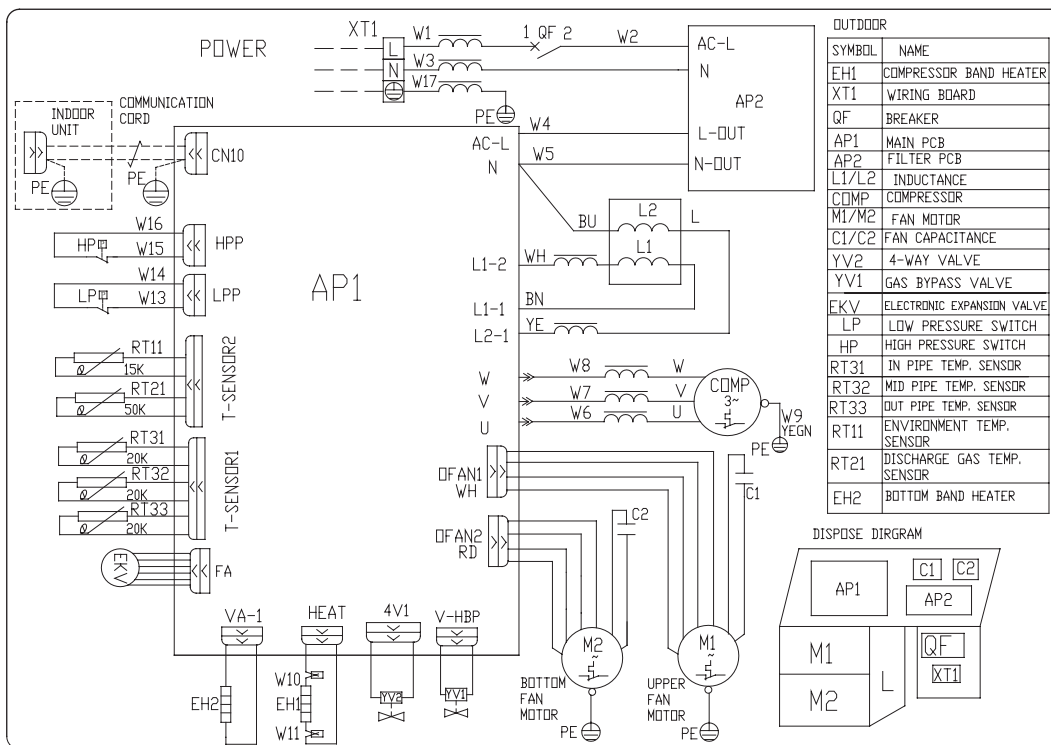 POWER
XT1
L
N
W1
W3
W17
1 QF 2
W2
PE
AC-L
N
AP2
L-OUT
N-OUT
INDOOR
UNIT
COMMUNICATION
CORD
PE
PE
CN10
AC-L
N
W4
W5
AP1
W16
HP
W15
HPP
W14
LP
W13
LPP
RT11
15K
RT21
50K
T-SENSOR2
RT31
20K
RT32
20K
RT33
20K
T-SENSOR1
EKV
FA
L1-2
L1-1
L2-1
BU
L2
L
L1
WH
BN
YE
W
V
U
W8
W
W7
V
W6
U
COMP
3~
W9
YEGN
PE
OFAN1
WH
OFAN2
RD
C1
C2
VA-1
HEAT
4V1
V-HBP
EH2
W10
EH1
W11
YV2
YV1
M2
~
M1
~
BOTTOM
FAN
MOTOR
PE
UPPER
FAN
MOTOR
PE
OUTDOOR
SYMBOL NAME
EH1 COMPRESSOR BAND HEATER
XT1 WIRING BOARD
QF BREAKER
AP1 MAIN PCB
AP2 FILTER PCB
L1/L2 INDUCTANCE
COMP COMPRESSOR
M1/M2 FAN MOTOR
C1/C2 FAN CAPACITANCE
YV2 4-WAY VALVE
YV1 GAS BYPASS VALVE
EKV ELECTRONIC EXPANSION VALVE
LP LOW PRESSURE SWITCH
HP HIGH PRESSURE SWITCH
RT31 IN PIPE TEMP. SENSOR
RT32 MID PIPE TEMP. SENSOR
RT33 OUT PIPE TEMP. SENSOR
RT11 ENVIRONMENT TEMP.
SENSOR
RT21 DISCHARGE GAS TEMP.
SENSOR
EH2 BOTTOM BAND HEATER
DISPOSE DIRGRAM
AP1
C1
C2
AP2
M1
M2
L
QF
XT1